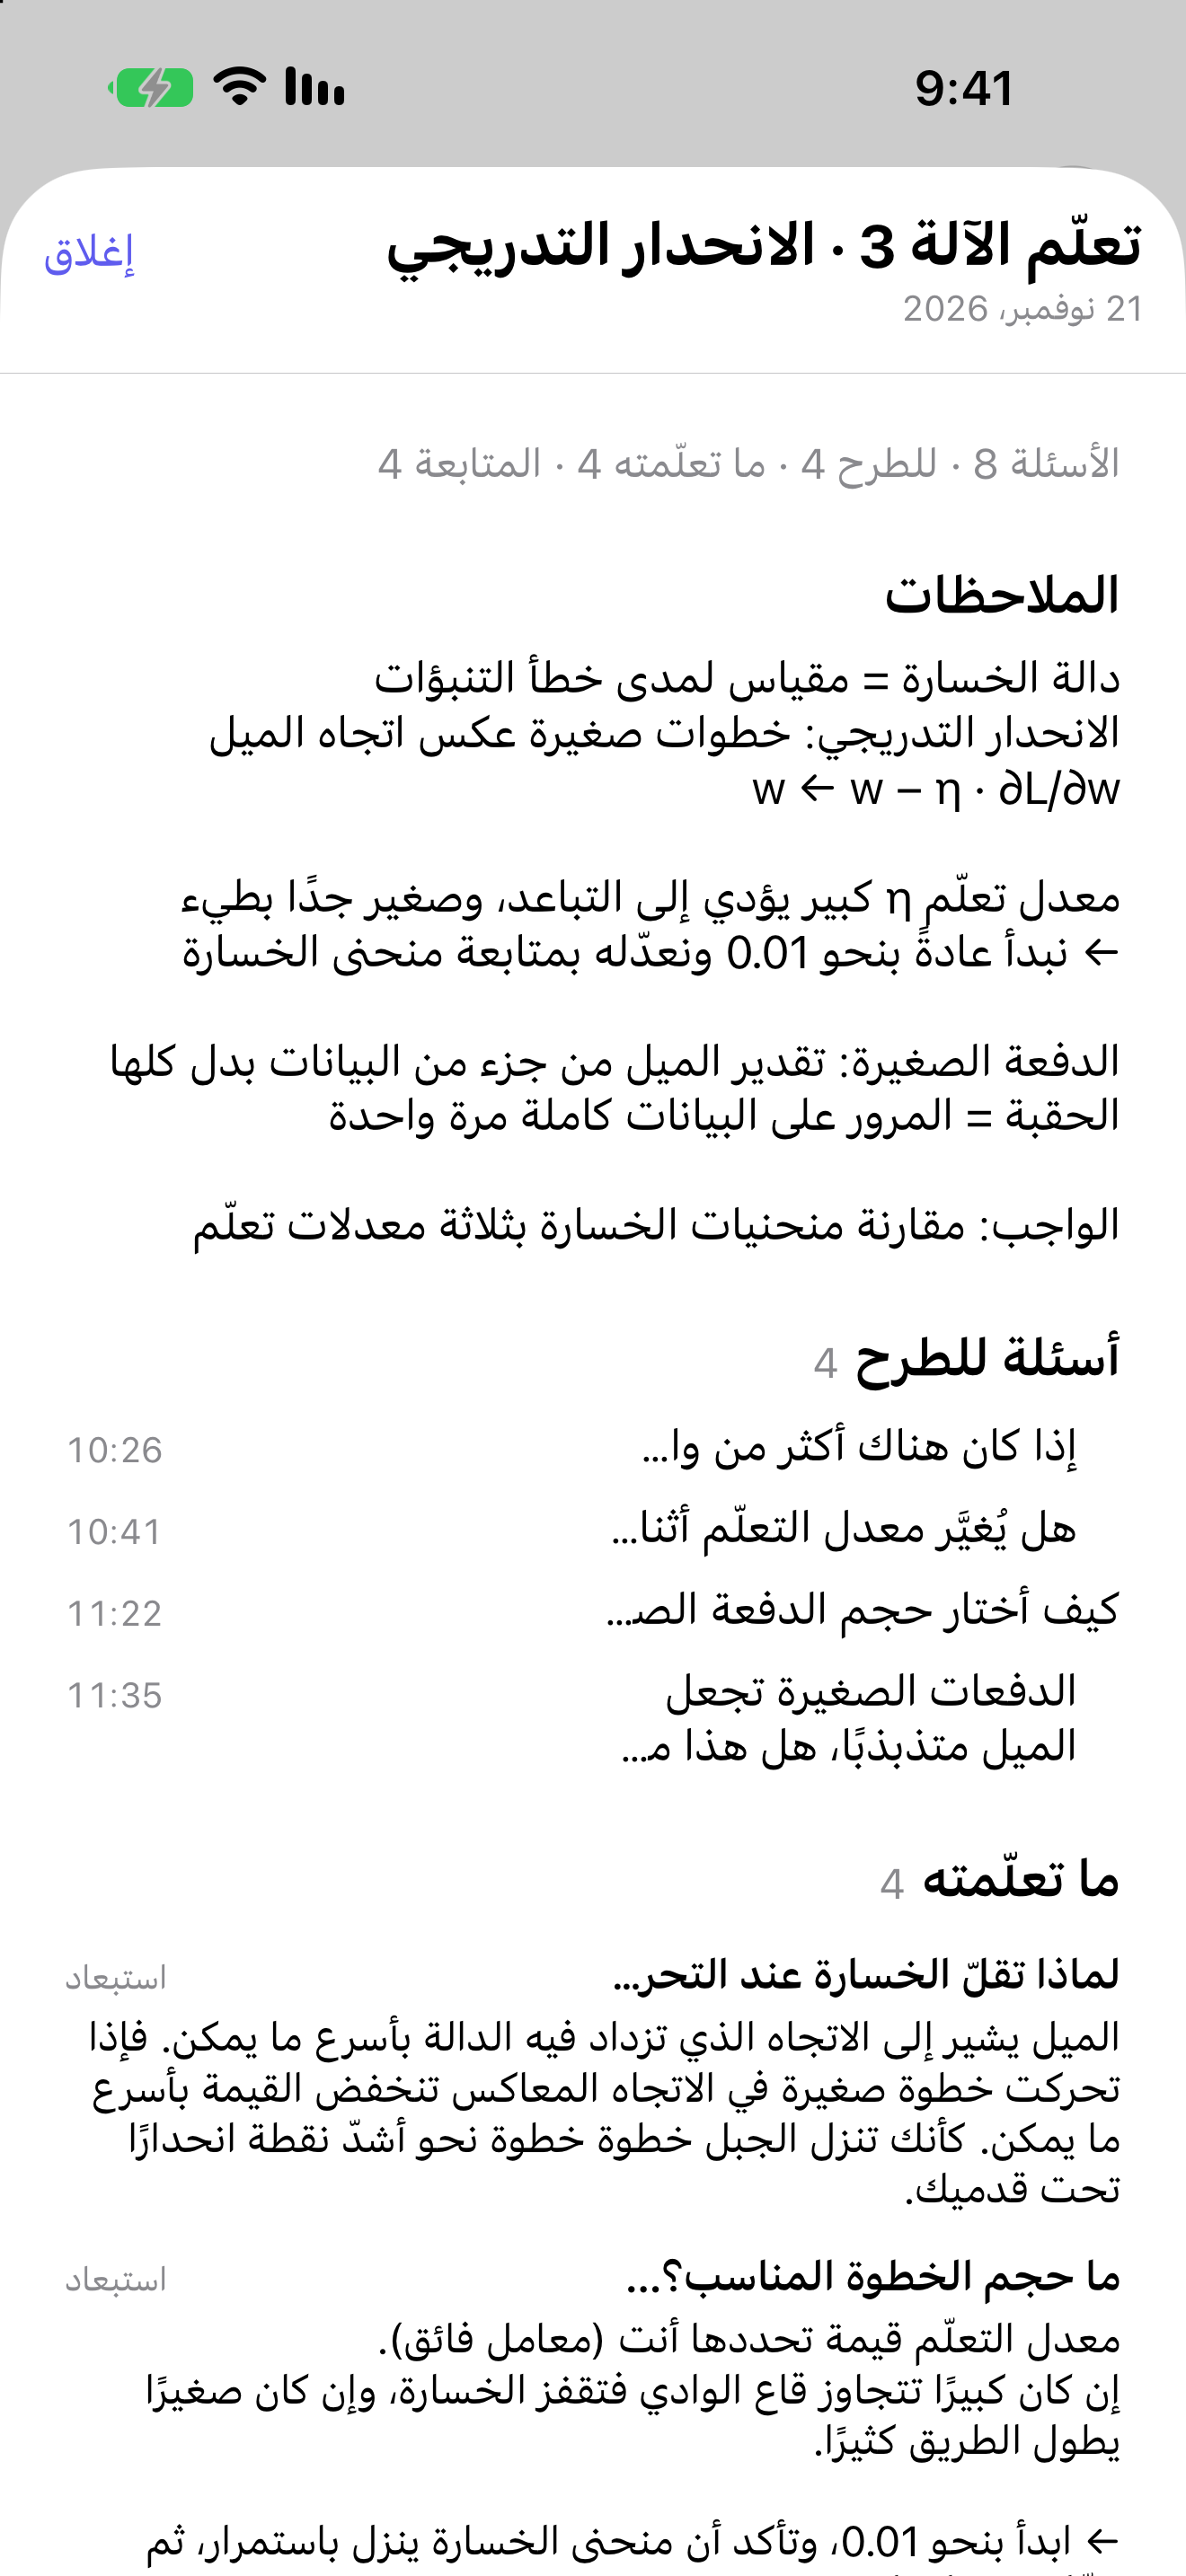 9:41
تعلّم الآلة 3 · الانحدار التدريجي
إغلاق
21 نوفمبر، 2026
الأسئلة 8 · للطرح 4 · ما تعلّمته 4 · المتابعة 4
الملاحظات
دالة الخسارة = مقياس لمدى خطأ التنبؤات
الانحدار التدريجي: خطوات صغيرة عكس اتجاه الميل
w ← w − η · ∂L/∂w
معدل تعلّم η كبير يؤدي إلى التباعد، وصغير جدًا بطيء
← نبدأ عادةً بنحو 0.01 ونعدّله بمتابعة منحنى الخسارة
الدفعة الصغيرة: تقدير الميل من جزء من البيانات بدل كلها
الحقبة = المرور على البيانات كاملة مرة واحدة
الواجب: مقارنة منحنيات الخسارة بثلاثة معدلات تعلّم
أسئلة للطرح 4
إذا كان هناك أكثر من وا...
10:26
هل يُغيَّر معدل التعلّم أثنا...
10:41
كيف أختار حجم الدفعة الصـ...
11:22
الدفعات الصغيرة تجعل
11:35
الميل متذبذبًا، هل هذا مـ...
ما تعلّمته 4
لماذا تقلّ الخسارة عند التحر...
استبعاد
الميل يشير إلى الاتجاه الذي تزداد فيه الدالة بأسرع ما يمكن. فإذا
تحركت خطوة صغيرة في الاتجاه المعاكس تنخفض القيمة بأسرع
ما يمكن. كأنك تنزل الجبل خطوة خطوة نحو أشدّ نقطة انحدارًا
تحت قدميك.
ما حجم الخطوة المناسب؟...
استبعاد
معدل التعلّم قيمة تحددها أنت (معامل فائق).
إن كان كبيرًا تتجاوز قاع الوادي فتقفز الخسارة، وإن كان صغيرًا
يطول الطريق كثيرًا.
← ابدأ بنحو 0.01، وتأكد أن منحنى الخسارة ينزل باستمرار، ثم